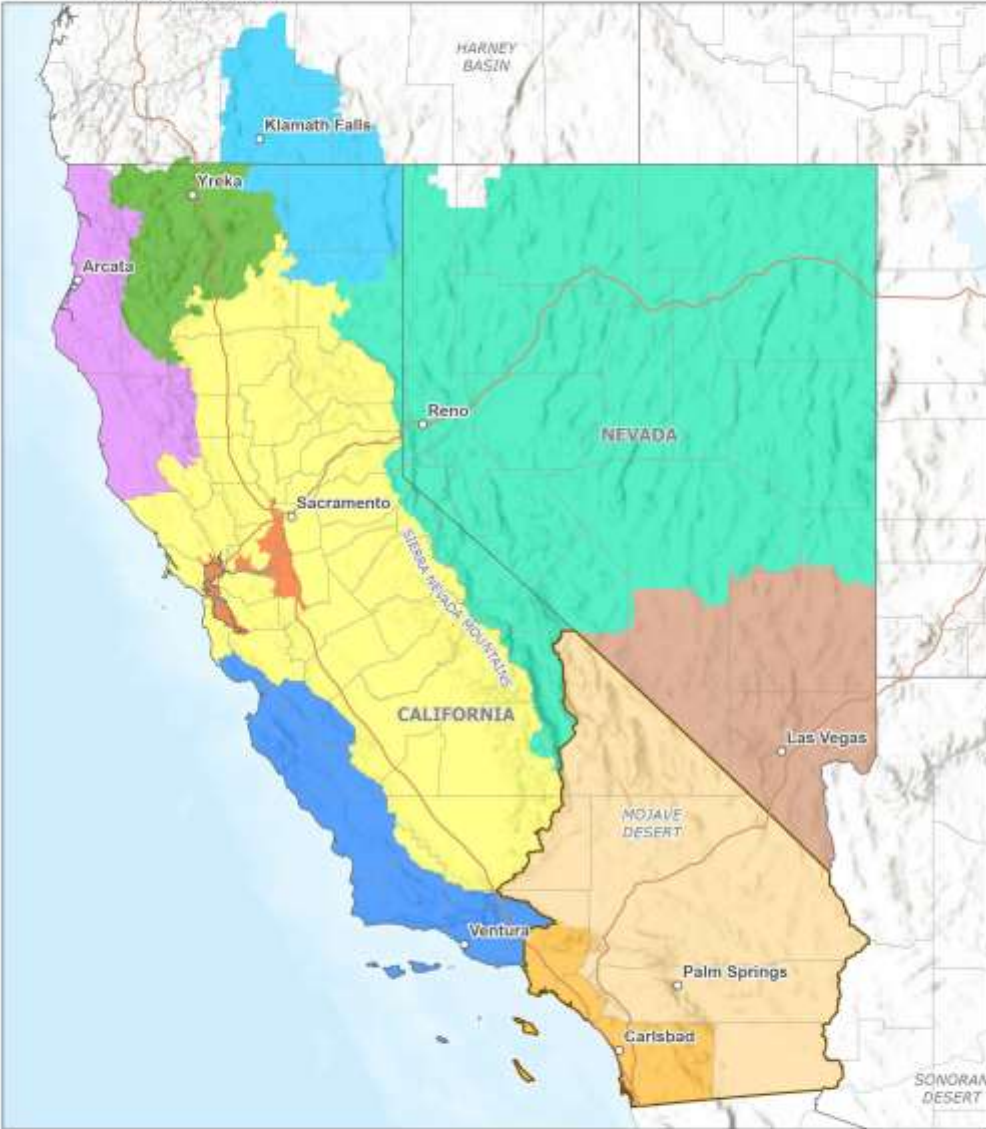 HARNEY
BASIN
Klamath Falls
Yreka
Arcata
Reno
NEVADA
Sacramento
SIERRA NEVADA MOUNTAINS
CALIFORNIA
Las Vegas
MOJAVE
DESERT
Ventura
Palm Springs
Carlsbad
SONORAN
DESERT